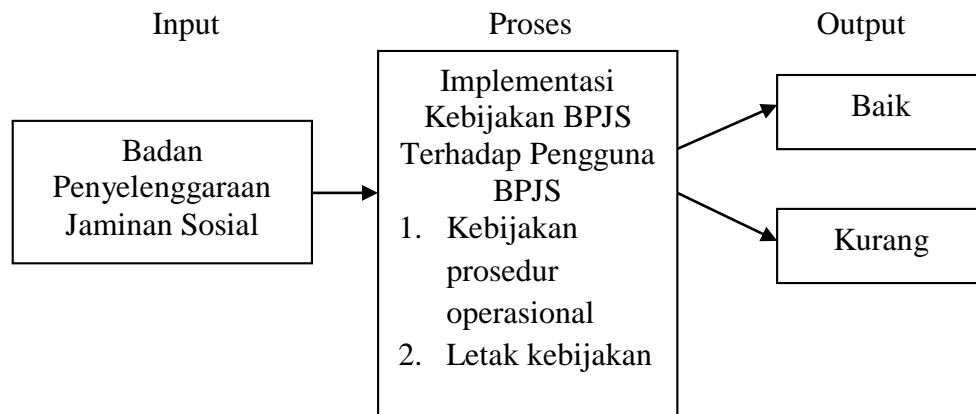 Input Proses Output
Badan
Penyelenggaraan
Jaminan Sosial
Implementasi
Kebijakan BPJS
Terhadap Pengguna
BPJS
1. Kebijakan
prosedur
operasional
2. Letak kebijakan
Baik
Kurang